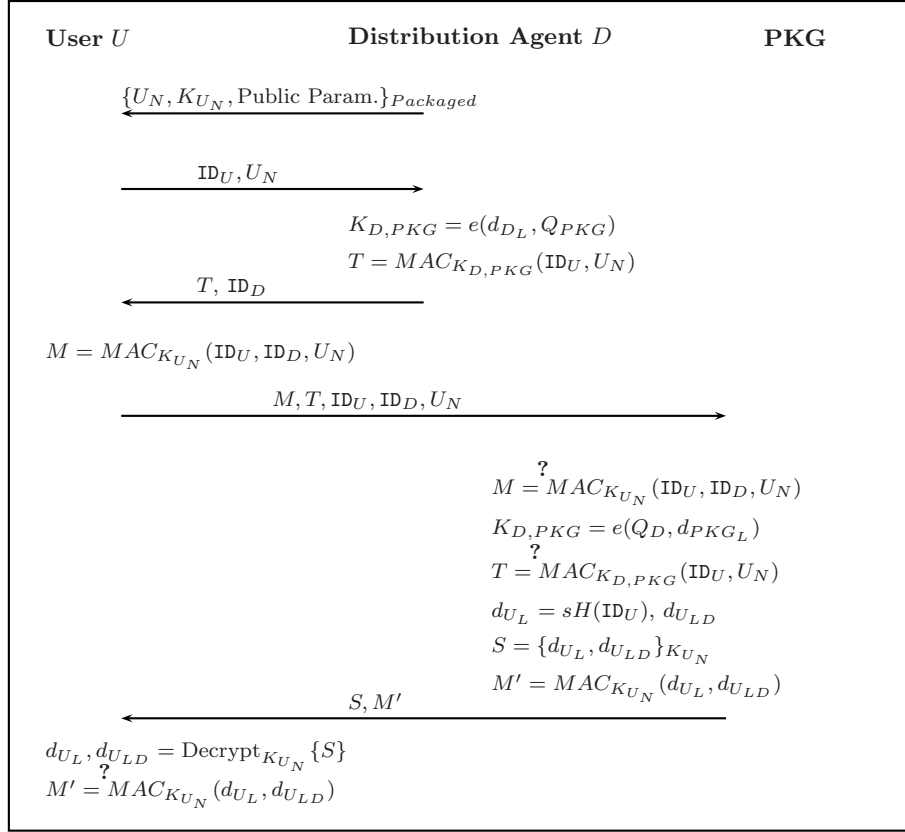 User U Distribution Agent D PKG
{U_N, K_{U_N}, Public Param.}_{Packaged}
ID_U, U_N
K_{D,PKG} = e(d_{D_L}, Q_{PKG})
T = MAC_{K_{D,PKG}}(ID_U, U_N)
T, ID_D
M = MAC_{K_{U_N}}(ID_U, ID_D, U_N)
M, T, ID_U, ID_D, U_N
M =? MAC_{K_{U_N}}(ID_U, ID_D, U_N)
K_{D,PKG} = e(Q_D, d_{PKG_L})
T =? MAC_{K_{D,PKG}}(ID_U, U_N)
d_{U_L} = sH(ID_U), d_{U_{LD}}
S = {d_{U_L}, d_{U_{LD}}}_{K_{U_N}}
M' = MAC_{K_{U_N}}(d_{U_L}, d_{U_{LD}})
S, M'
d_{U_L}, d_{U_{LD}} = Decrypt_{K_{U_N}}{S}
M' =? MAC_{K_{U_N}}(d_{U_L}, d_{U_{LD}})